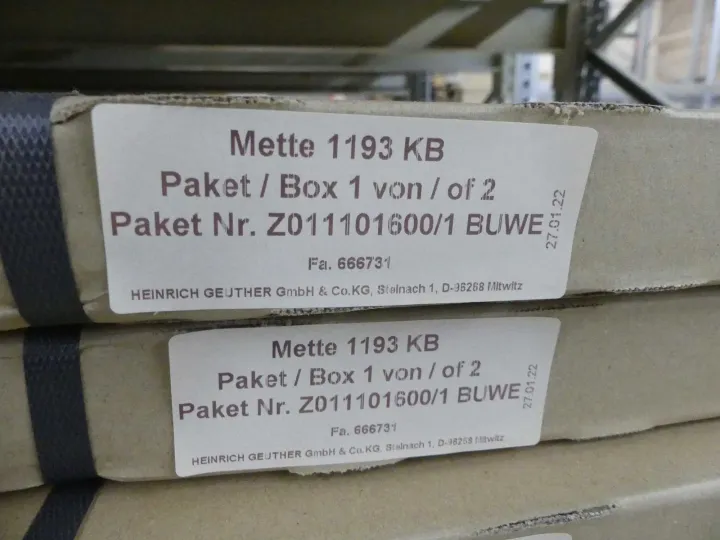 Mette 1193 KB
Paket / Box 1 von / of 2
Paket Nr. Z011101600/1 BUWE
27.01.22
Fa. 666731
HEINRICH GEUTHER GmbH & Co.KG, Steinach 1, D-96268 Mitwitz
Mette 1193 KB
Paket / Box 1 von / of 2
Paket Nr. Z011101600/1 BUWE
27.01.22
Fa. 666731
HEINRICH GEUTHER GmbH & Co.KG, Steinach 1, D-96268 Mitwitz